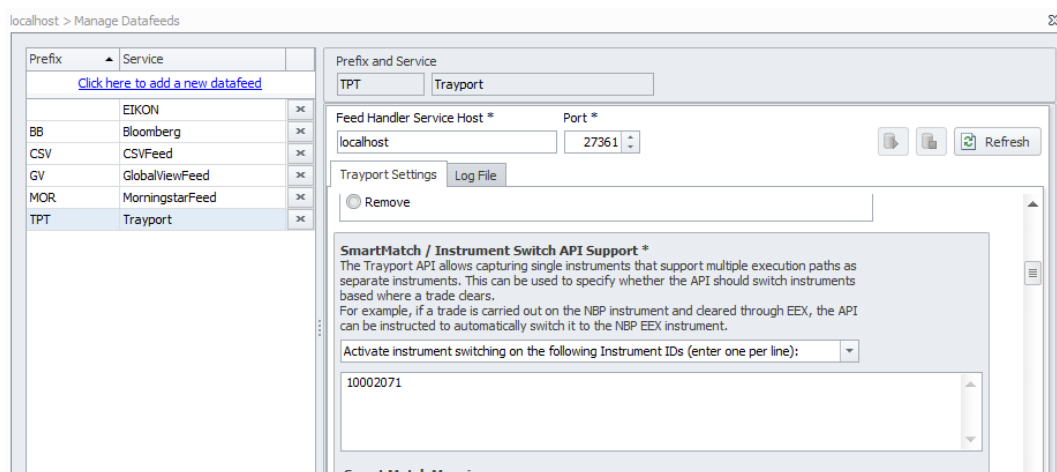 localhost > Manage Datafeeds
Prefix Service
Click here to add a new datafeed
EIKON
BB Bloomberg
CSV CSVFeed
GV GlobalViewFeed
MOR MorningstarFeed
TPT Trayport
Prefix and Service
TPT Trayport
Feed Handler Service Host * Port *
localhost 27361 Refresh
Trayport Settings Log File
Remove
SmartMatch / Instrument Switch API Support *
The Trayport API allows capturing single instruments that support multiple execution paths as
separate instruments. This can be used to specify whether the API should switch instruments
based where a trade clears.
For example, if a trade is carried out on the NBP instrument and cleared through EEX, the API
can be instructed to automatically switch it to the NBP EEX instrument.
Activate instrument switching on the following Instrument IDs (enter one per line):
10002071